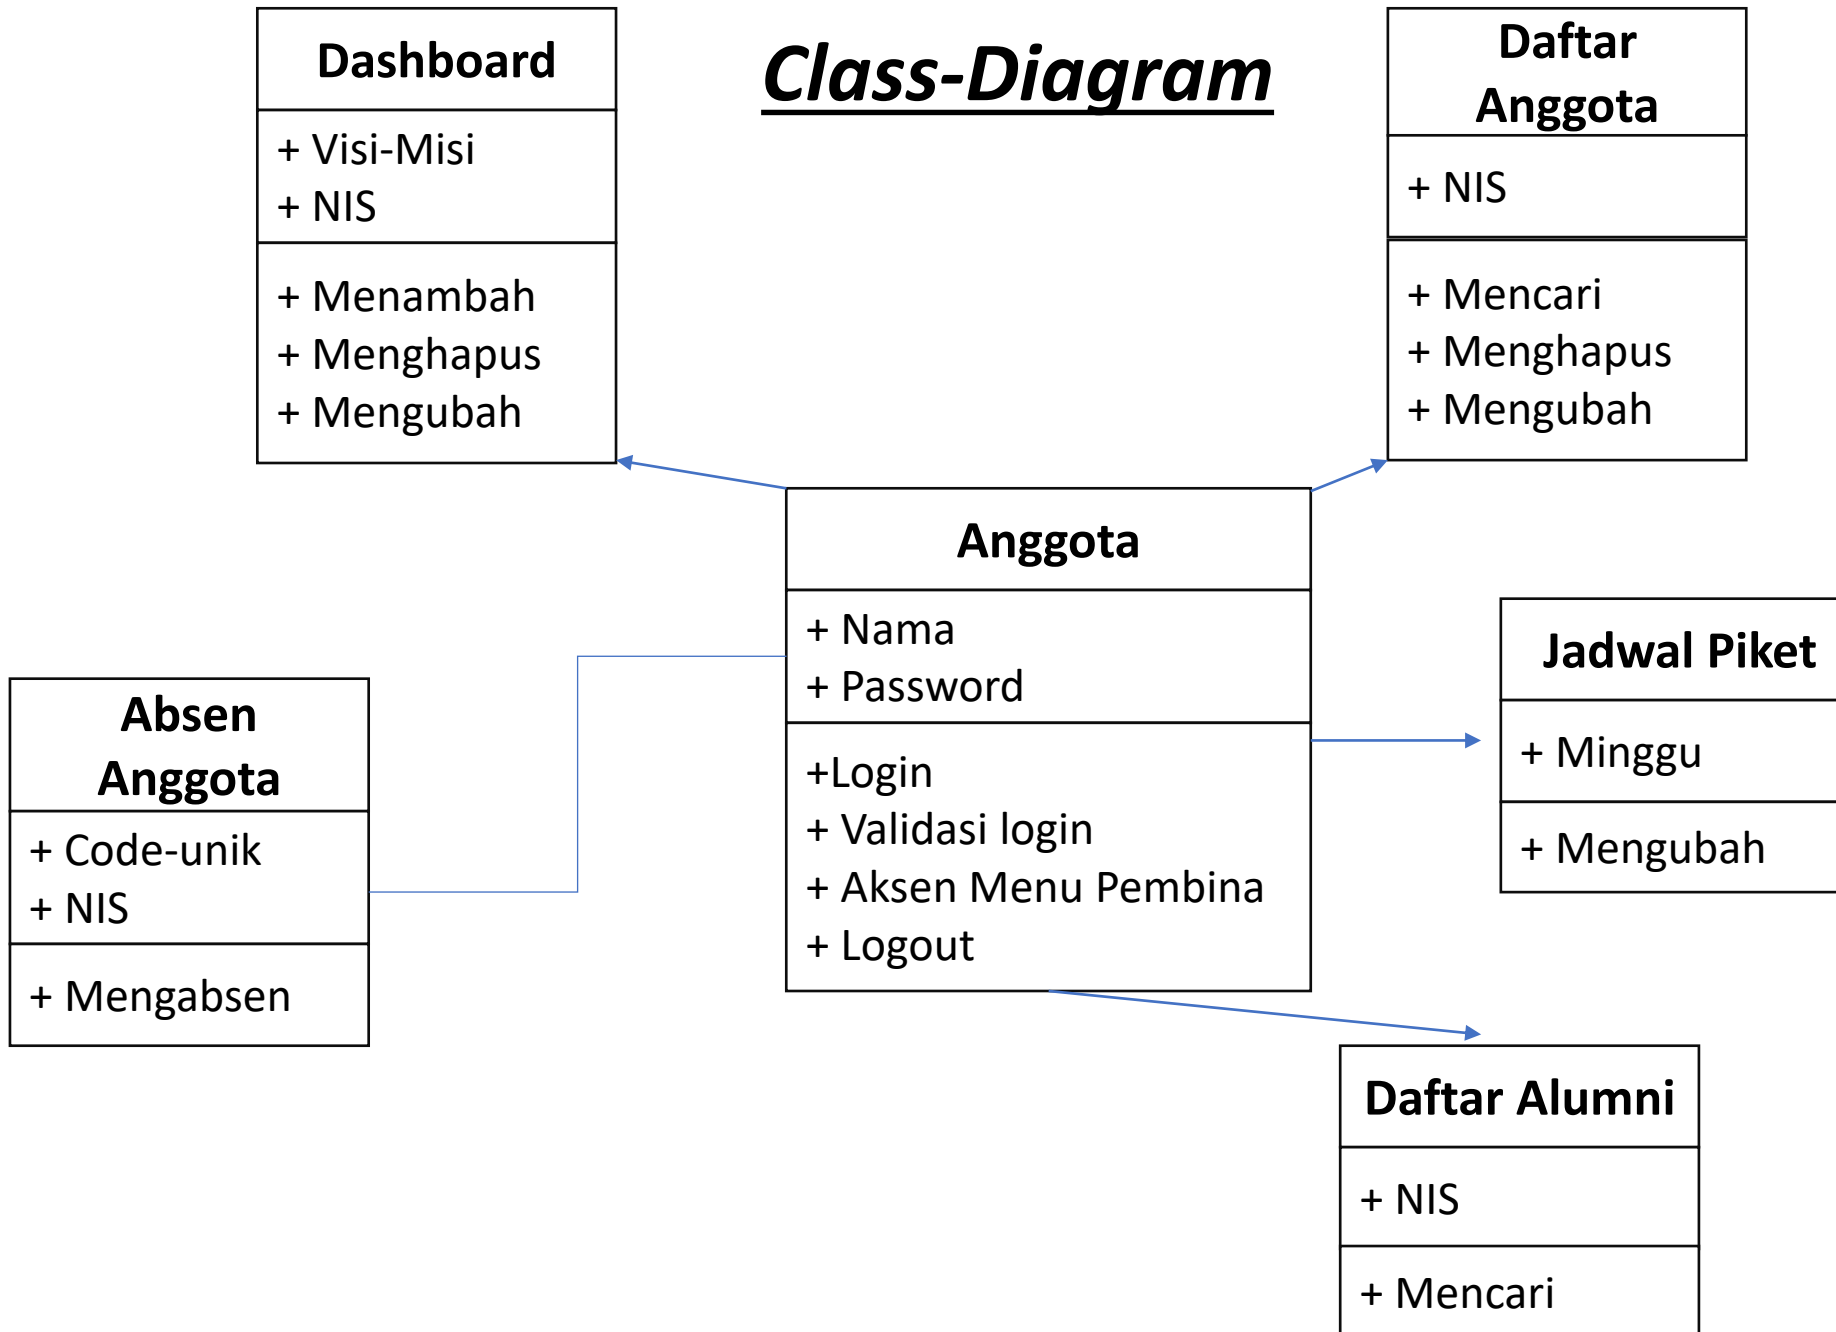 Class-Diagram
Dashboard
+ Visi-Misi
+ NIS
+ Menambah
+ Menghapus
+ Mengubah
Daftar
Anggota
+ NIS
+ Mencari
+ Menghapus
+ Mengubah
Anggota
+ Nama
+ Password
+Login
+ Validasi login
+ Aksen Menu Pembina
+ Logout
Jadwal Piket
+ Minggu
+ Mengubah
Absen
Anggota
+ Code-unik
+ NIS
+ Mengabsen
Daftar Alumni
+ NIS
+ Mencari